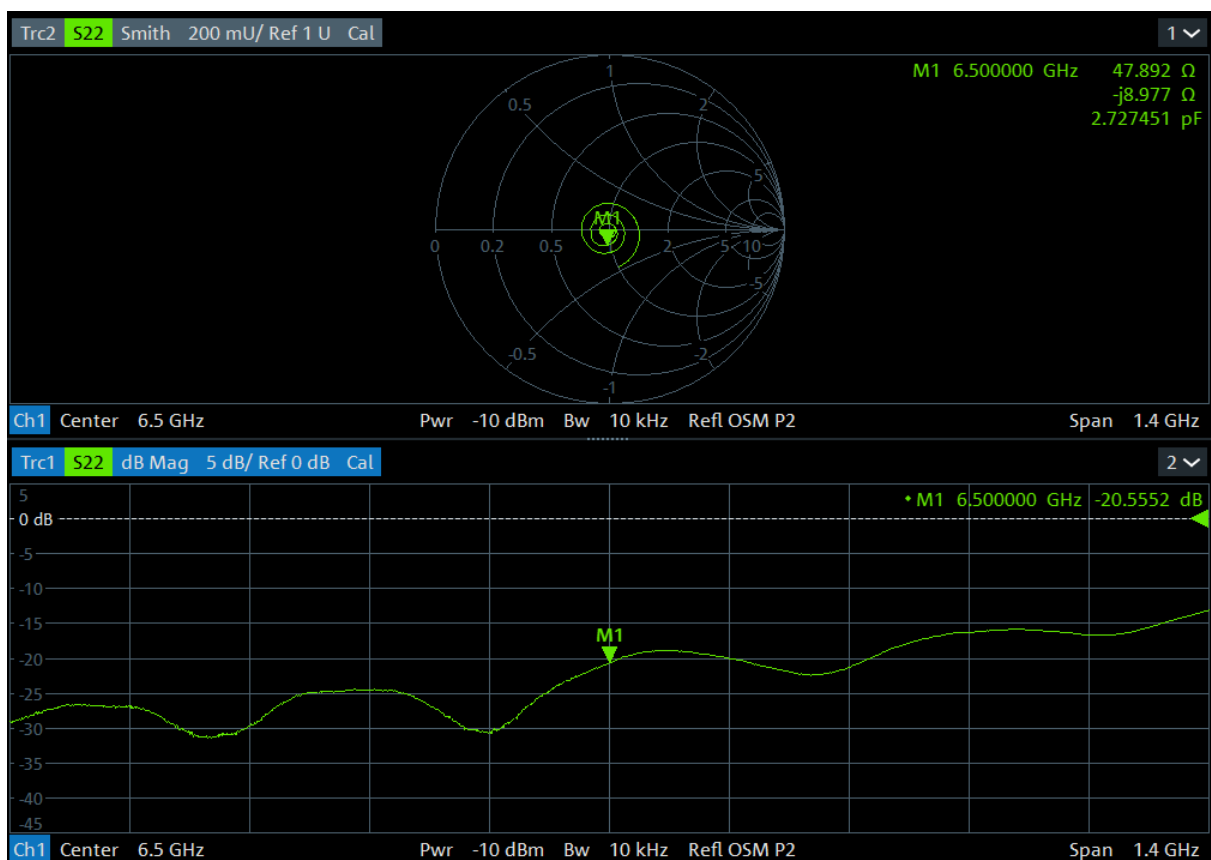 Trc2 S22 Smith 200 mU/ Ref 1 U Cal 1
M1 6.500000 GHz 47.892 Ω
-j8.977 Ω
2.727451 pF
1
0.5 2
5
M1
0 0.2 0.5 2 5 10
-5
-0.5 -2
-1
Ch1 Center 6.5 GHz Pwr -10 dBm Bw 10 kHz Refl OSM P2 Span 1.4 GHz
Trc1 S22 dB Mag 5 dB/ Ref 0 dB Cal 2
5 • M1 6.500000 GHz -20.5552 dB
0 dB
-5
-10
-15
M1
-20
-25
-30
-35
-40
-45
Ch1 Center 6.5 GHz Pwr -10 dBm Bw 10 kHz Refl OSM P2 Span 1.4 GHz